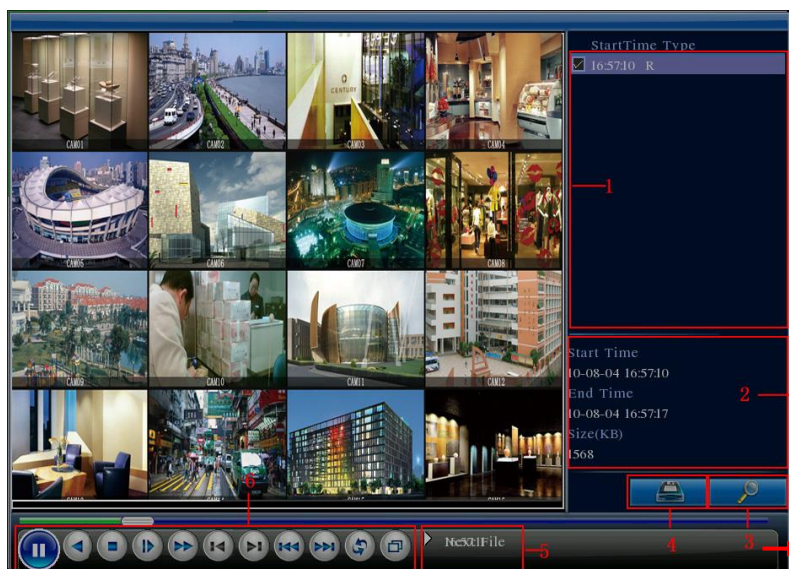 StartTime Type
16:57:10 R
CAM01
CAM02
CENTURY
CAM03
CAM04
CAM05
CAM06
CAM07
CAM08
CAM09
CAM10
CAM11
CAM12
1
Start Time
10-08-04 16:57:10
End Time
10-08-04 16:57:17
Size(KB)
1568
2
6
4
3
File
5